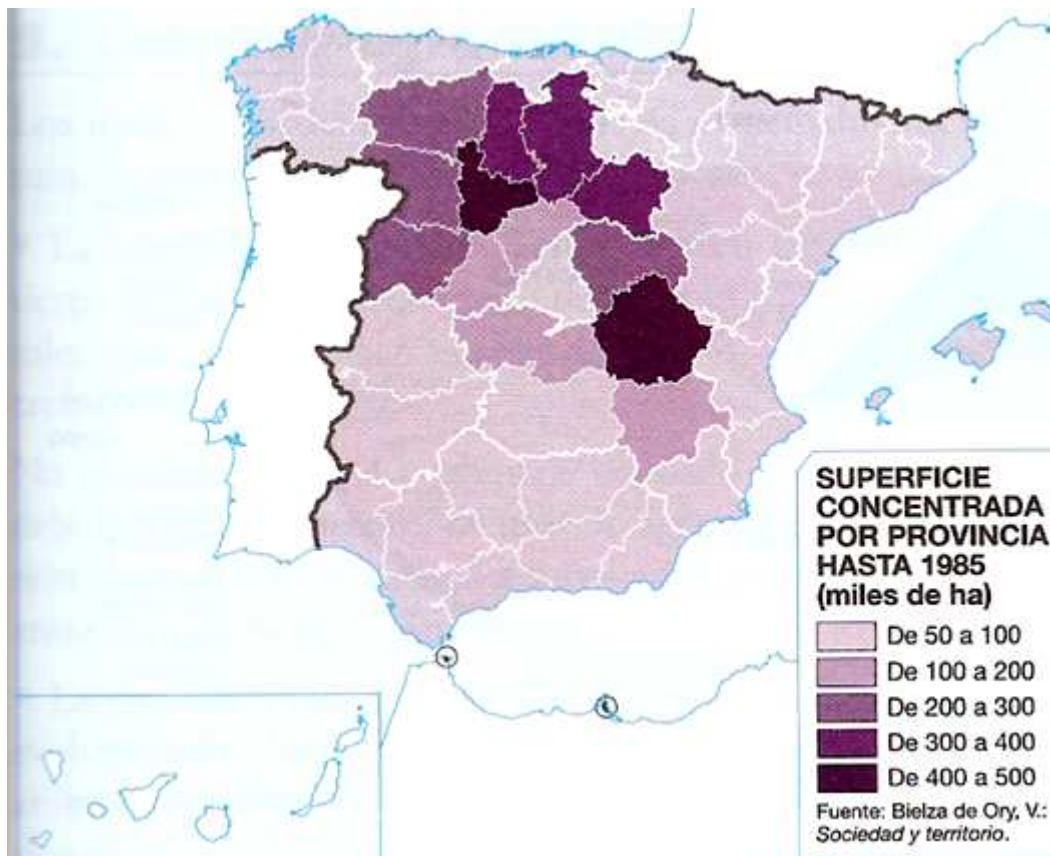 SUPERFICIE
CONCENTRADA
POR PROVINCIA
HASTA 1985
(miles de ha)
De 50 a 100
De 100 a 200
De 200 a 300
De 300 a 400
De 400 a 500
Fuente: Bielza de Ory, V.:
Sociedad y territorio.